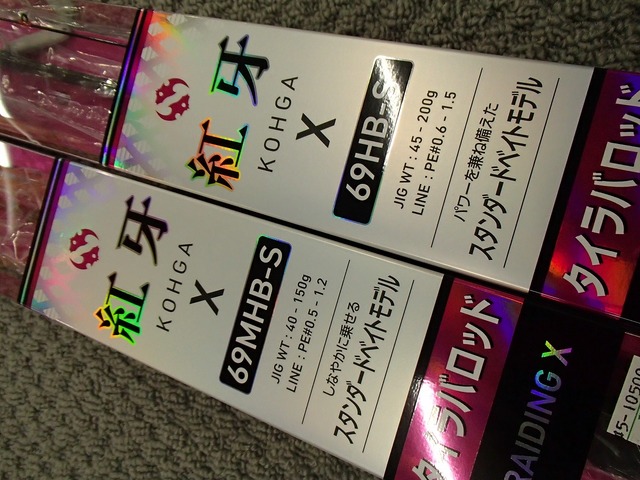 紅牙
KOHGA
X
69HB-S
JIG WT : 45 - 200g
LINE : PE#0.6 - 1.5
パワーを兼ね備えた
スタンダードベイトモデル
タイラバロッド
紅牙
KOHGA
X
69MHB-S
JIG WT : 40 - 150g
LINE : PE#0.5 - 1.2
しなやかに乗せる
スタンダードベイトモデル
タイラバロッド
RAIDING X
45-10500